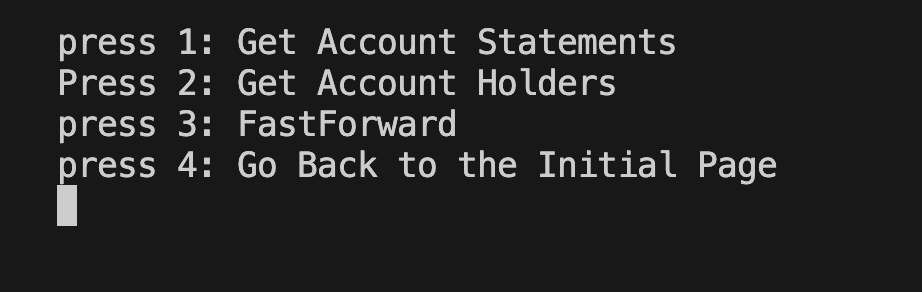 press 1: Get Account Statements
Press 2: Get Account Holders
press 3: FastForward
press 4: Go Back to the Initial Page